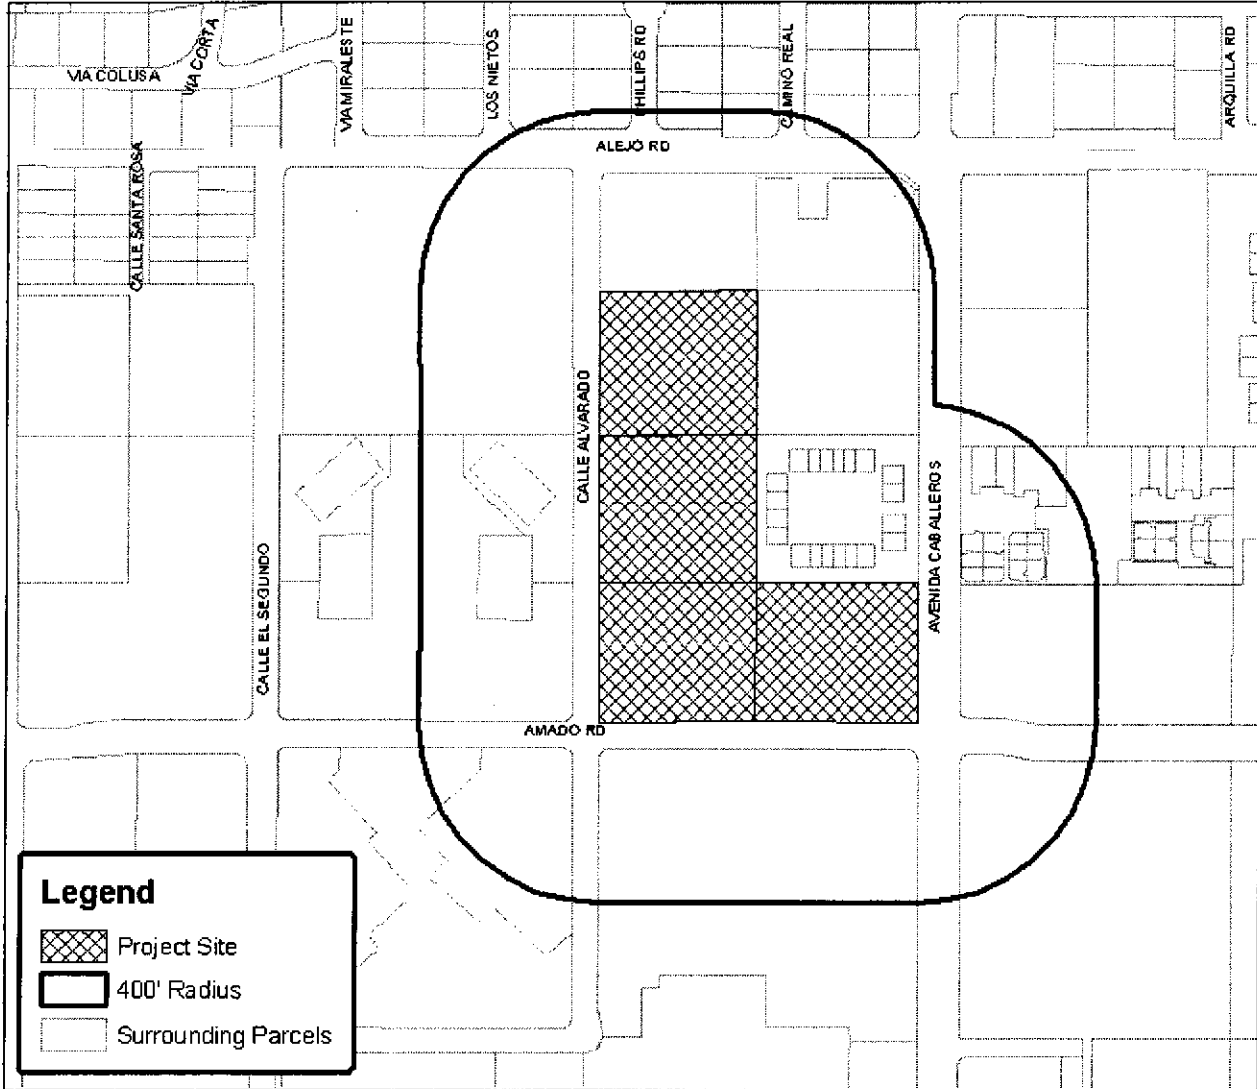 VIA COLUSA
VIA CORTA
VIA MIRALESTE
LOS NIETOS
PHILLIPS RD
CAMINO REAL
ARQUILLA RD
ALEJO RD
CALLE SANTA ROSA
CALLE ALVARADO
AVENIDA CABALLEROS
CALLE EL SEGUNDO
AMADO RD
Legend
Project Site
400' Radius
Surrounding Parcels